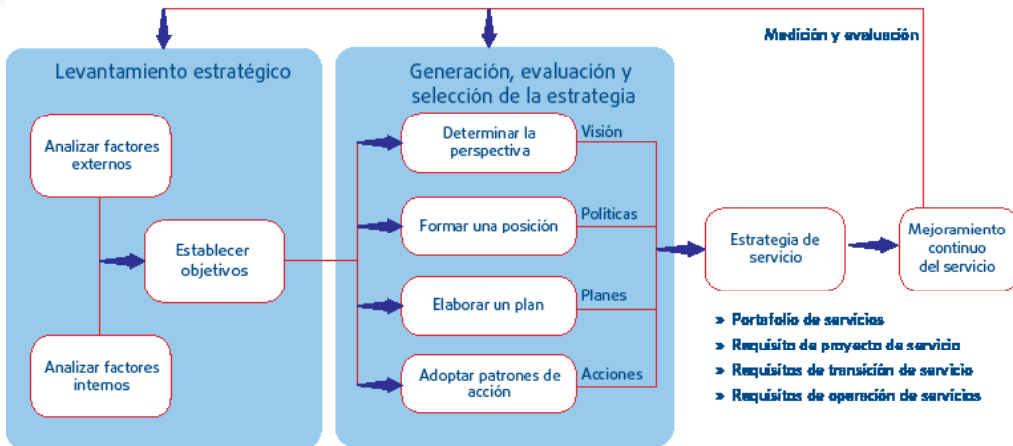 Medición y evaluación
Levantamiento estratégico
Analizar factores
externos
Establecer
objetivos
Analizar factores
internos
Generación, evaluación y
selección de la estrategia
Determinar la
perspectiva
Visión
Formar una posición
Políticas
Elaborar un plan
Planes
Adoptar patrones de
acción
Acciones
Estrategia de
servicio
Mejoramiento
continuo
del servicio
» Portafolio de servicios
» Requisito de proyecto de servicio
» Requisitos de transición de servicio
» Requisitos de operación de servicios